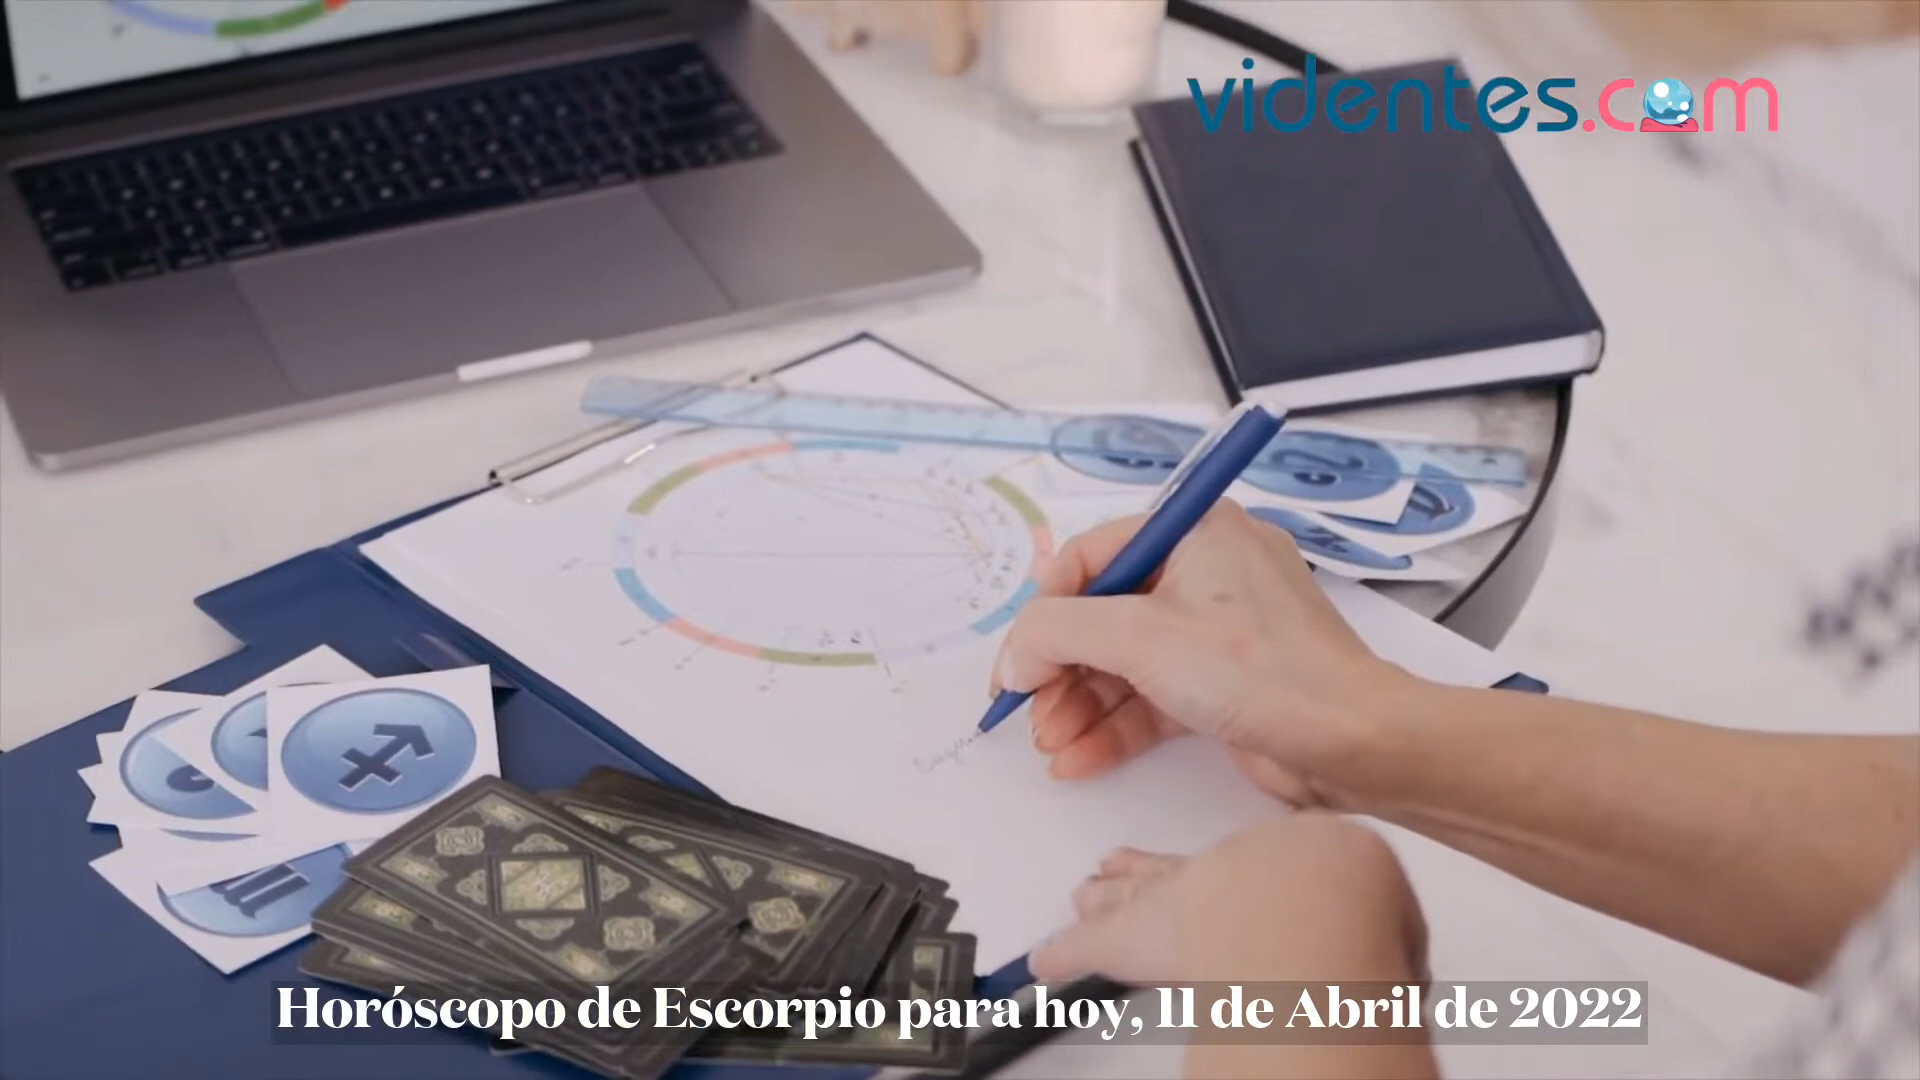 videntes.com
Horóscopo de Escorpio para hoy, 11 de Abril de 2022